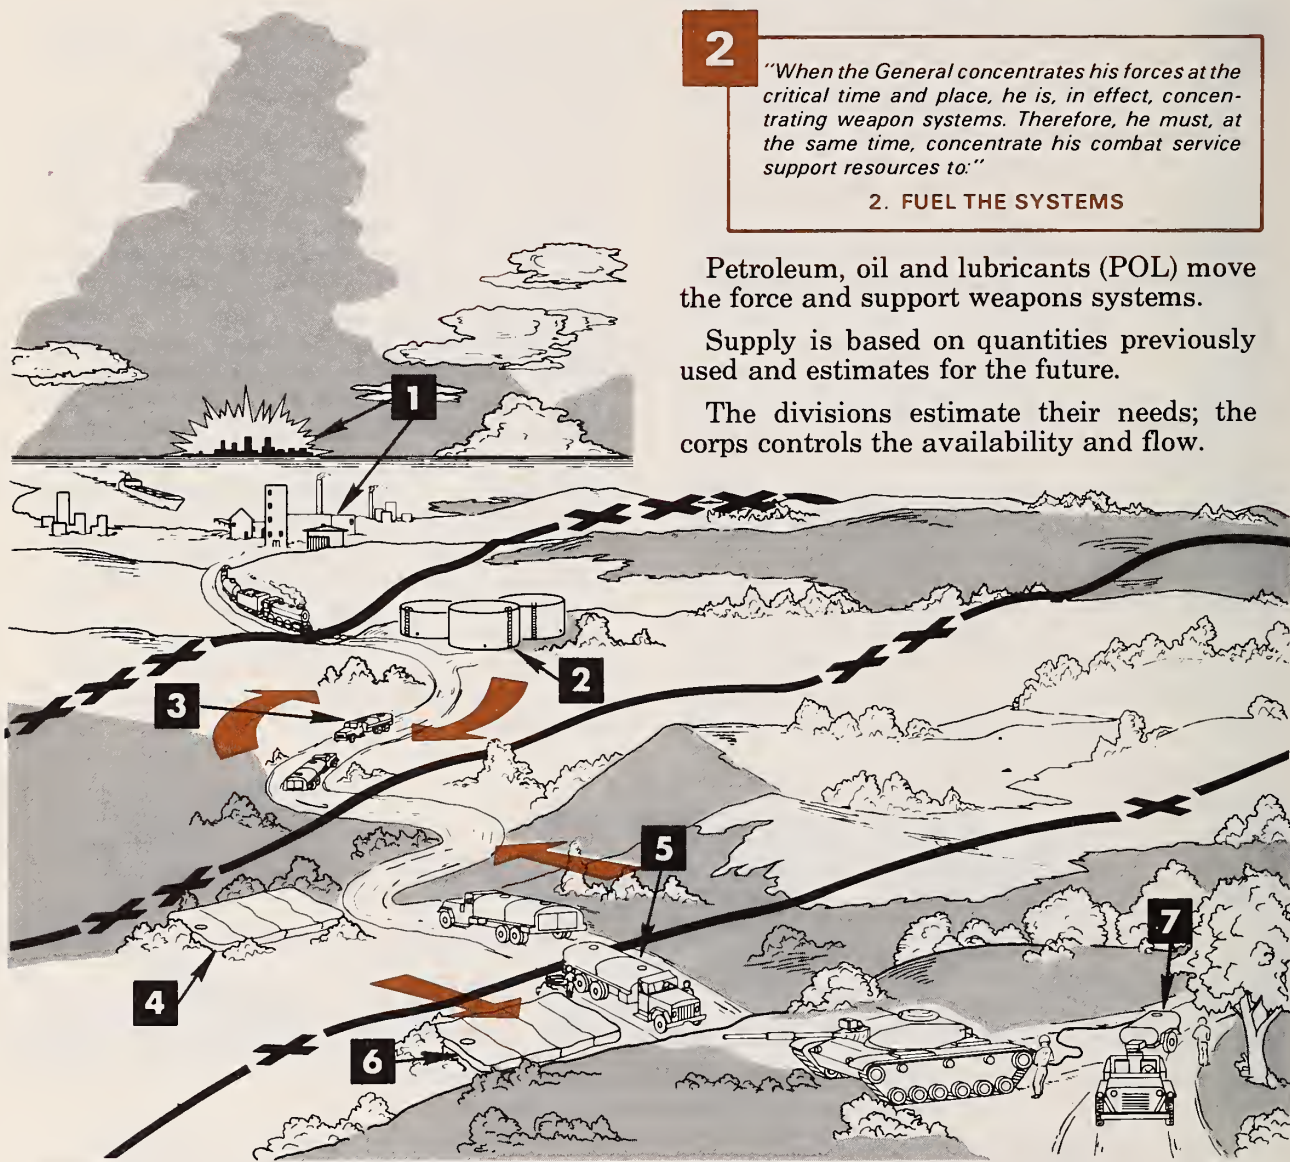 2
"When the General concentrates his forces at the
critical time and place, he is, in effect, concen-
trating weapon systems. Therefore, he must, at
the same time, concentrate his combat service
support resources to:"
2. FUEL THE SYSTEMS
Petroleum, oil and lubricants (POL) move
the force and support weapons systems.
Supply is based on quantities previously
used and estimates for the future.
The divisions estimate their needs; the
corps controls the availability and flow.
1
2
3
5
7
4
6